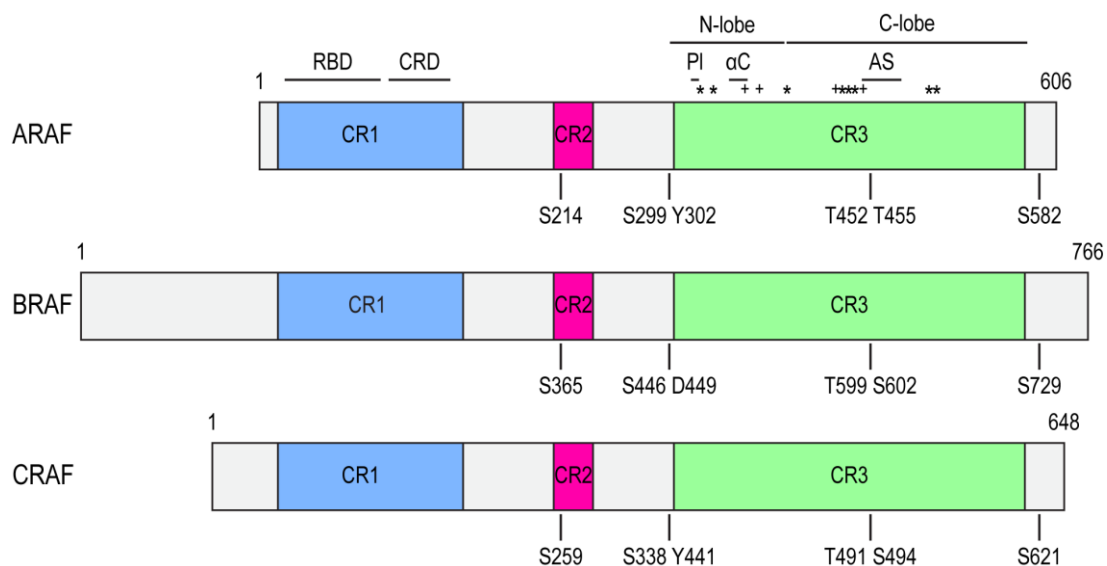 N-lobe C-lobe
RBD CRD Pl αC AS
1 * * + + * +****+ ** 606
ARAF CR1 CR2 CR3
S214 S299 Y302 T452 T455 S582
1 766
BRAF CR1 CR2 CR3
S365 S446 D449 T599 S602 S729
1 648
CRAF CR1 CR2 CR3
S259 S338 Y441 T491 S494 S621